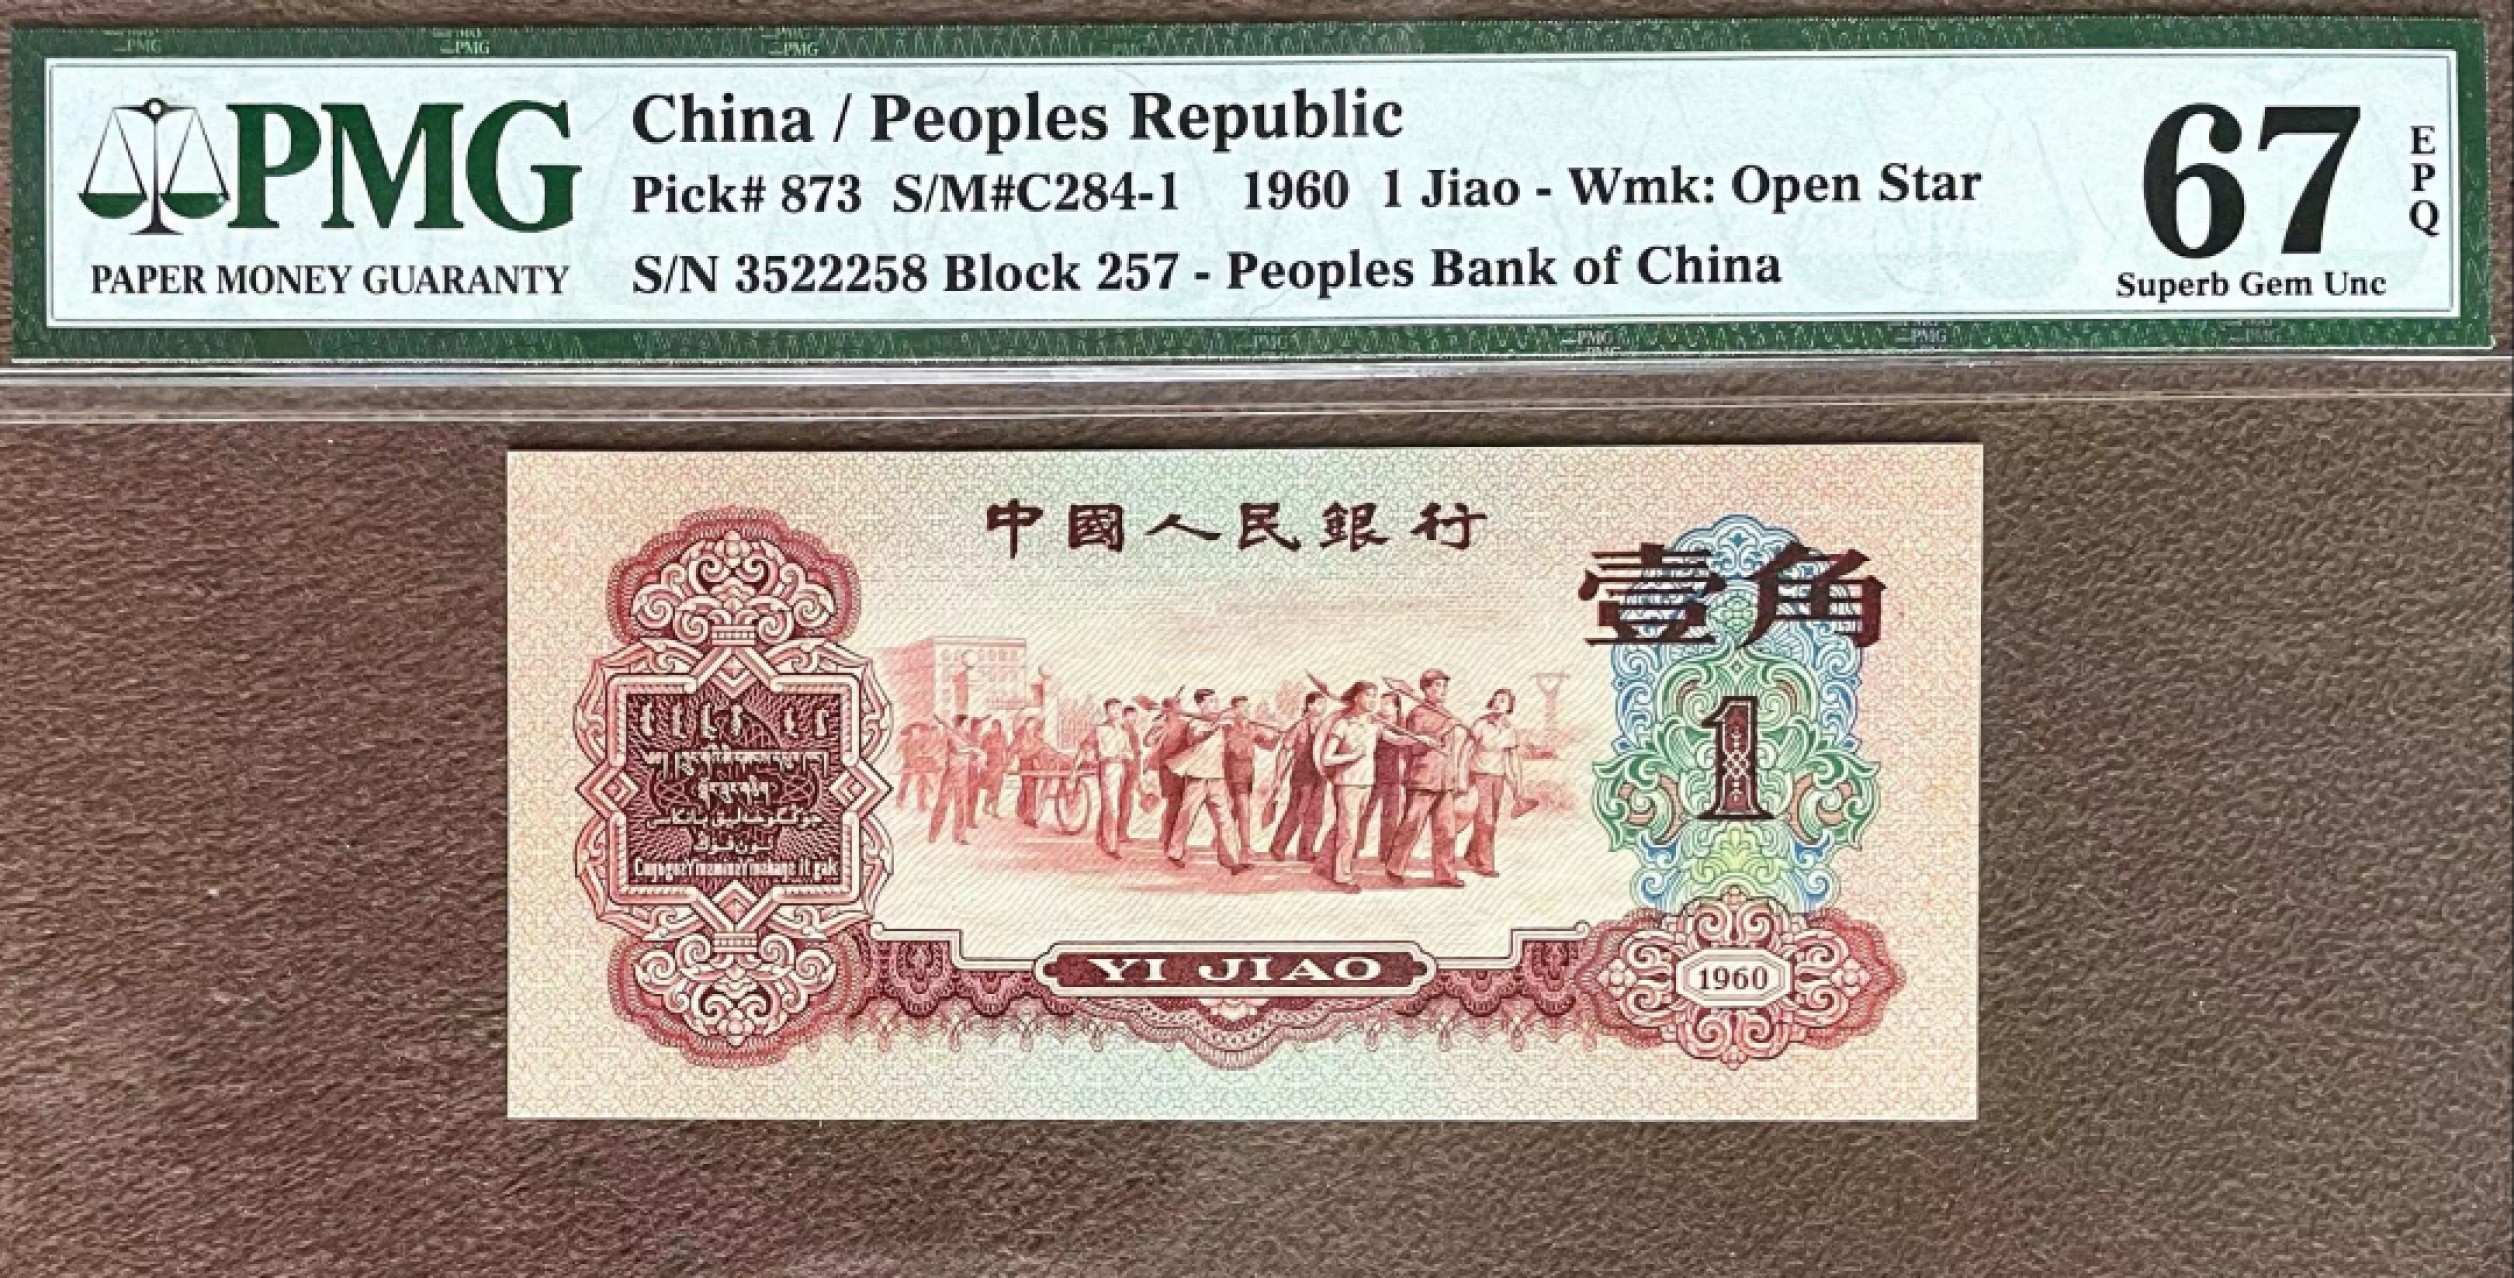 PMG
PAPER MONEY GUARANTY
China / Peoples Republic
Pick# 873 S/M#C284-1 1960 1 Jiao - Wmk: Open Star
S/N 3522258 Block 257 - Peoples Bank of China
67
EPQ
Superb Gem Unc
中國人民銀行
壹角
1
YI JIAO
1960